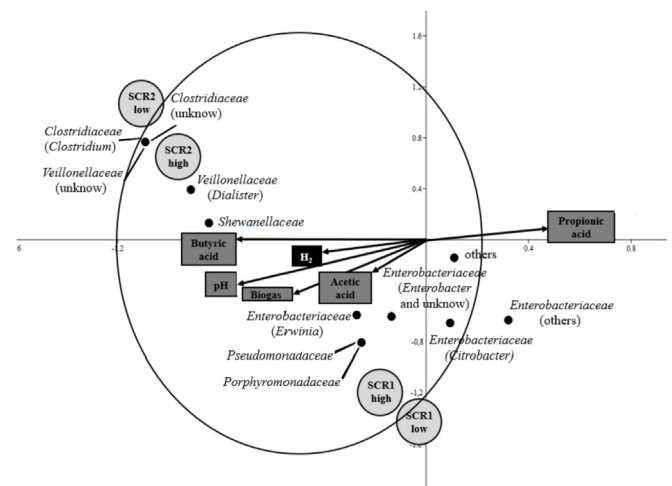 1.6
1.2
SCR2
low
Clostridiaceae
(unknow)
0.8
Clostridiaceae
(Clostridium)
SCR2
high
Veillonellaceae
(unknow)
Veillonellaceae
(Dialister)
0.4
Shewanellaceae
Propionic
acid
6
-1.2
0.4
0.8
Butyric
acid
H2
others
pH
Biogas
Acetic
acid
Enterobacteriaceae
(Enterobacter
and unknow)
Enterobacteriaceae
(Erwinia)
Enterobacteriaceae
(others)
Enterobacteriaceae
(Citrobacter)
-0,8
Pseudomonadaceae
Porphyromonadaceae
SCR1
high
-1,2
SCR1
low